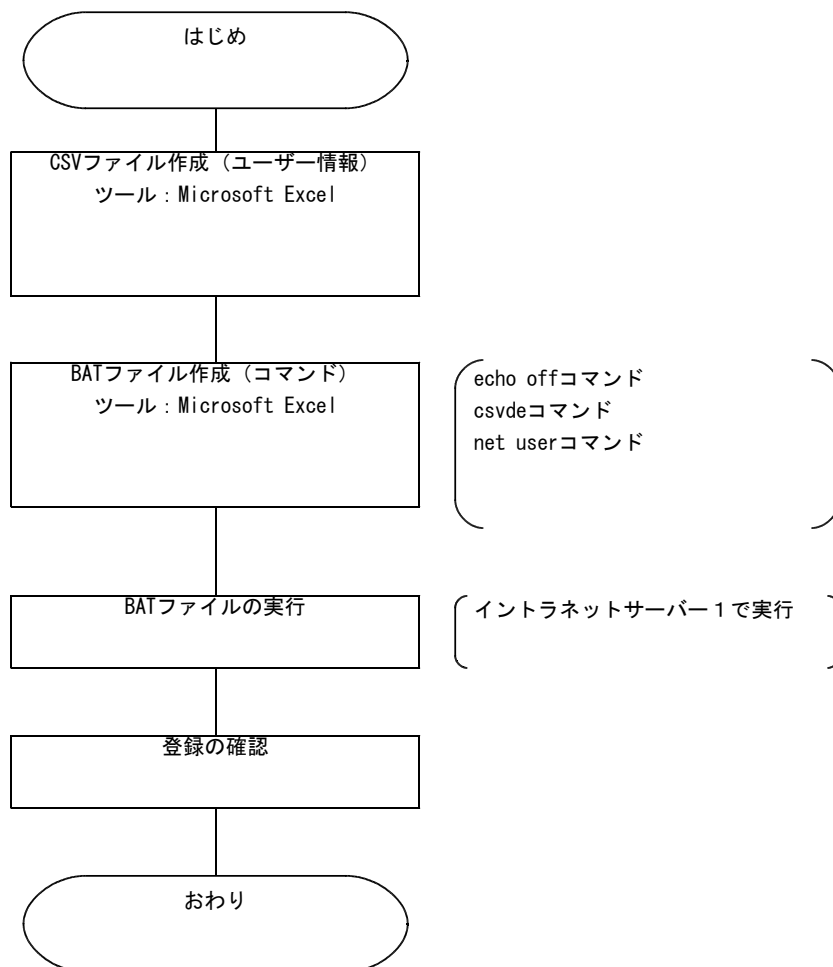 はじめ
CSVファイル作成（ユーザー情報）
ツール：Microsoft Excel
BATファイル作成（コマンド）
ツール：Microsoft Excel
echo offコマンド
csvdeコマンド
net userコマンド
BATファイルの実行
イントラネットサーバー１で実行
登録の確認
おわり